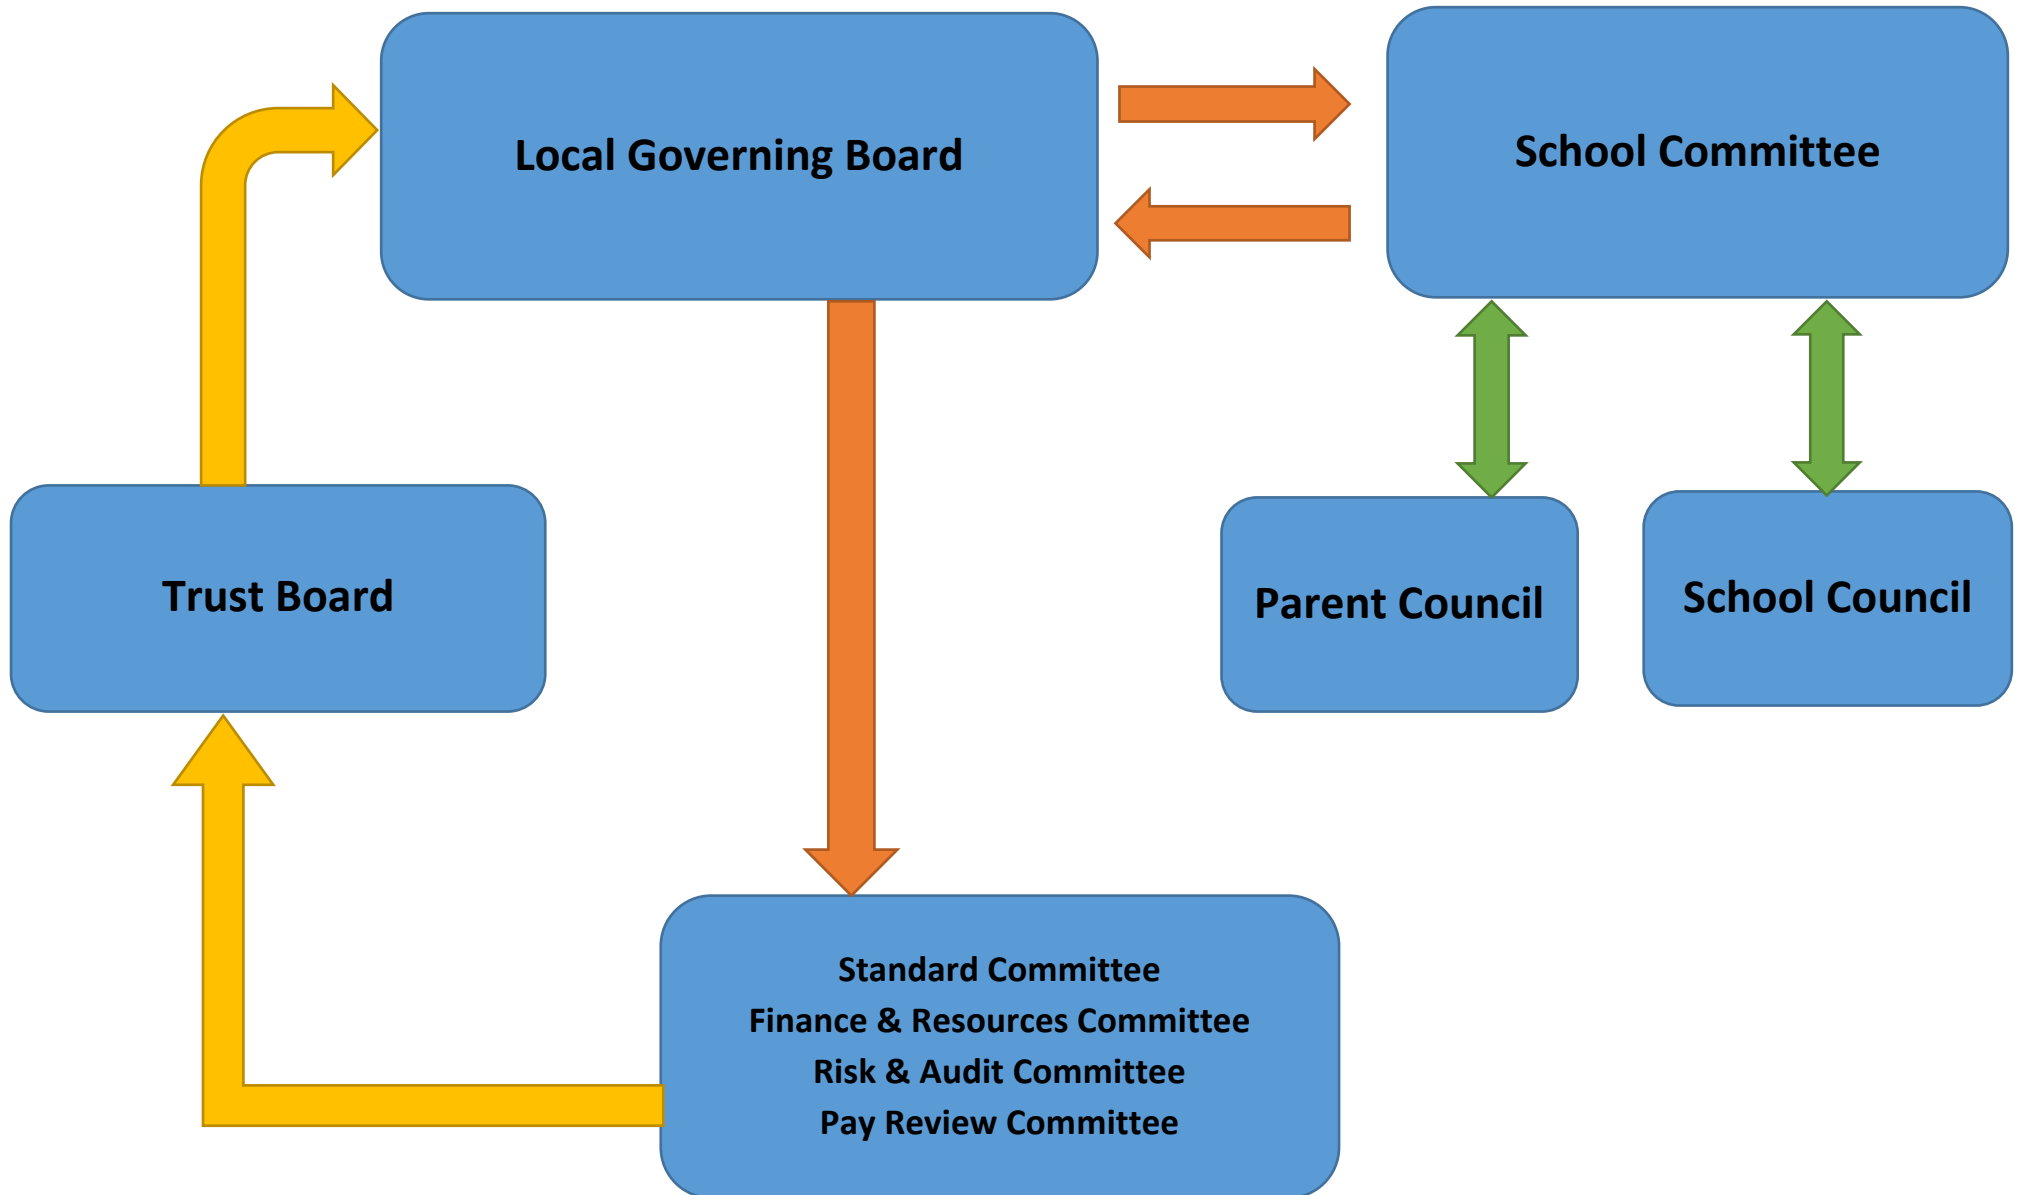 Local Governing Board
School Committee
Trust Board
Parent Council
School Council
Standard Committee
Finance & Resources Committee
Risk & Audit Committee
Pay Review Committee